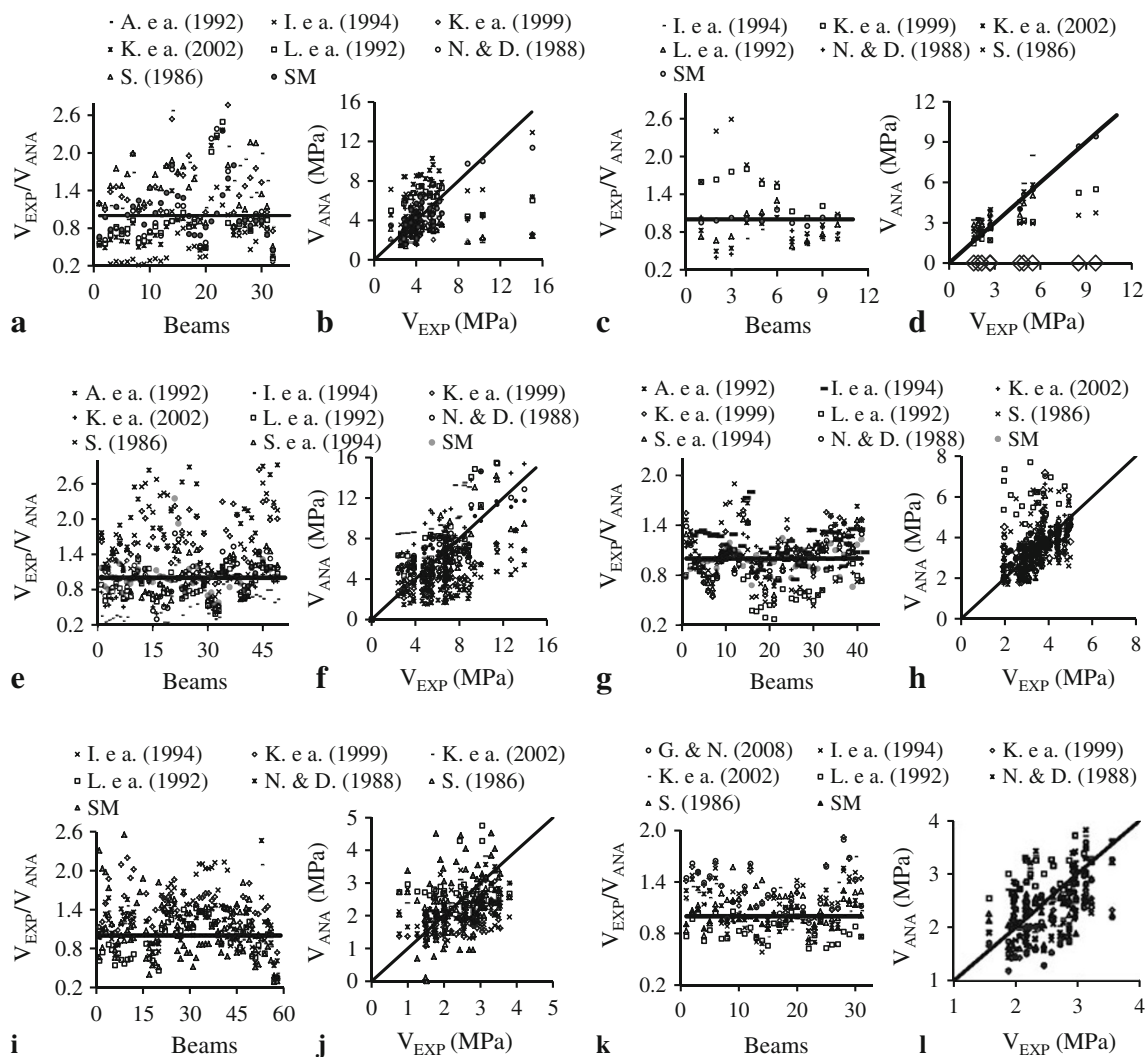 - A. e a (1992) × I. e a. (1994) ◇ K. e a. (1999)
× K. e a. (2002) □ L. e a. (1992) ○ N. & D. (1988)
△ S. (1986) ● SM
V_EXP/V_ANA
2.6
2.0
1.4
0.8
0.2
0 10 20 30
Beams
a
V_ANA (MPa)
16
12
8
4
0
0 4 8 12 16
V_EXP (MPa)
b
- I. e a. (1994) □ K. e a. (1999) × K. e a. (2002)
△ L. e a. (1992) + N. & D. (1988) × S. (1986)
○ SM
V_EXP/V_ANA
2.6
2.0
1.4
0.8
0.2
0 3 6 9 12
Beams
c
V_ANA (MPa)
12
9
6
3
0
0 3 6 9 12
V_EXP (MPa)
d
× A. e a. (1992) - I. e a. (1994) ◇ K. e a. (1999)
+ K. e a. (2002) □ L. e a. (1992) ○ N. & D. (1988)
× S. (1986) △ S. e a. (1994) ● SM
V_EXP/V_ANA
2.6
2.0
1.4
0.8
0.2
0 15 30 45
Beams
e
V_ANA (MPa)
16
12
8
4
0
0 4 8 12 16
V_EXP (MPa)
f
× A. e a. (1992) - I. e a. (1994) + K. e a. (2002)
◇ K. e a. (1999) □ L. e a. (1992) × S. (1986)
△ S. e a. (1994) ○ N. & D. (1988) ● SM
V_EXP/V_ANA
2.0
1.4
0.8
0.2
0 10 20 30 40
Beams
g
V_ANA (MPa)
8
6
4
2
0
0 2 4 6 8
V_EXP (MPa)
h
× I. e a. (1994) ◇ K. e a. (1999) - K. e a. (2002)
□ L. e a. (1992) × N. & D. (1988) △ S. (1986)
△ SM
V_EXP/V_ANA
2.6
2.0
1.4
0.8
0.2
0 15 30 45 60
Beams
i
V_ANA (MPa)
5
4
3
2
1
0
0 1 2 3 4 5
V_EXP (MPa)
j
○ G. & N. (2008) × I. e a. (1994) ◇ K. e a. (1999)
- K. e a. (2002) □ L. e a. (1992) × N. & D. (1988)
△ S. (1986) △ SM
V_EXP/V_ANA
2.0
1.4
0.8
0.2
0 10 20 30
Beams
k
V_ANA (MPa)
4
3
2
1
1 2 3 4
V_EXP (MPa)
l